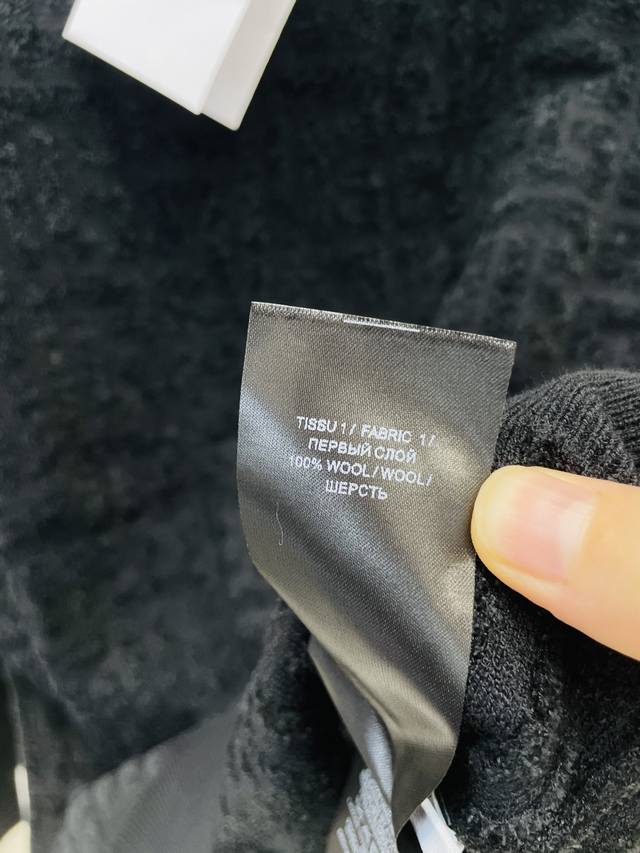 TISSU 1 / FABRIC 1 /
ПЕРВЫЙ СЛОЙ
100% WOOL / WOOL /
ШЕРСТЬ